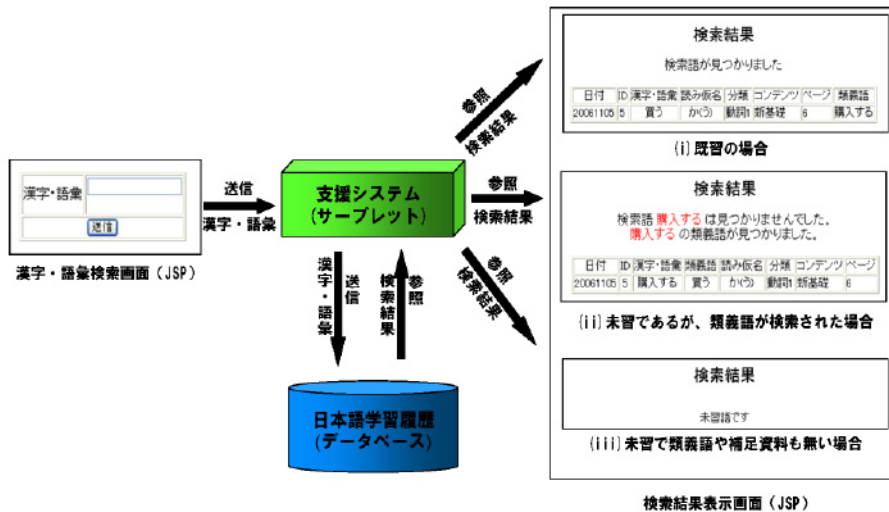 漢字・語彙
送信
漢字・語彙検索画面(JSP)
送信
漢字・語彙
支援システム
(サーブレット)
漢字・語彙
送信
検索結果
参照
日本語学習履歴
(データベース)
参照
検索結果
参照
検索結果
参照
検索結果
検索結果
検索語が見つかりました
日付 ID 漢字・語彙 読み仮名 分類 コンテンツ ページ 類義語
20061105 5 買う か(う) 動詞1 新基礎 6 購入する
(i)既習の場合
検索結果
検索語 購入する は見つかりませんでした。
購入する の類義語が見つかりました。
日付 ID 漢字・語彙 類義語 読み仮名 分類 コンテンツ ページ
20061105 5 購入する 買う か(う) 動詞1 新基礎 6
(ii)未習であるが、類義語が検索された場合
検索結果
未習語です
(iii)未習で類義語や補足資料も無い場合
検索結果表示画面(JSP)